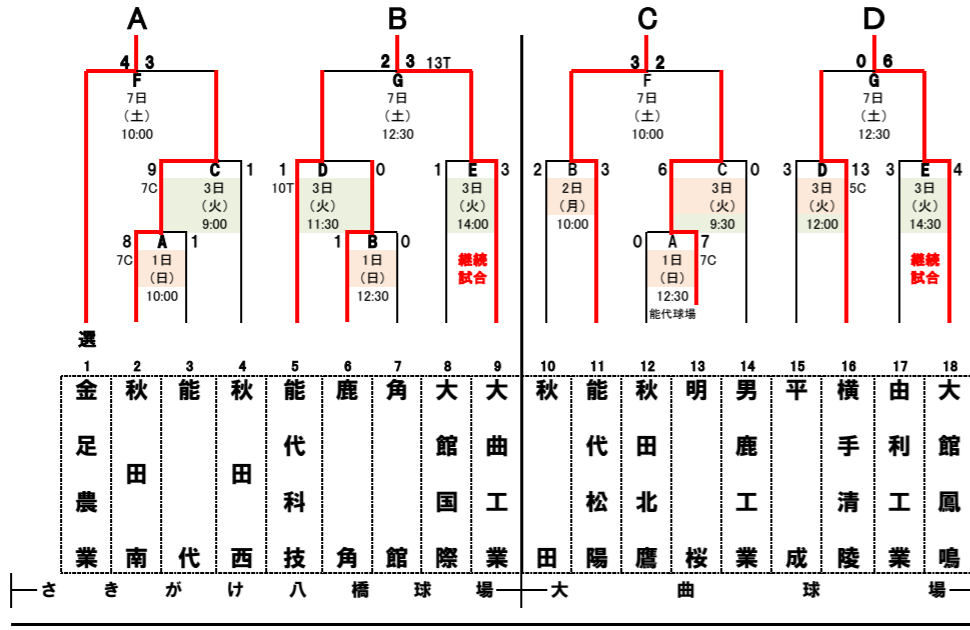 A B C D
4 3 2 3 13T 3 2 0 6
F G F G
7日 7日 7日 7日
（土） （土） （土） （土）
10:00 12:30 10:00 12:30
9 C 1 1 D 0 1 E 3 2 B 3 6 C 0 3 D 13 3 E 4
7C 3日 10T 3日 3日 2日 3日 3日 5C 3日
（火） （火） （火） （月） （火） （火） （火）
9:00 11:30 14:00 10:00 9:30 12:00 14:30
8 A 1 1 B 0 0 A 7
7C 1日 1日 継続 1日 7C 継続
（日） （日） 試合 （日） 試合
10:00 12:30 12:30
能代球場
選
1 2 3 4 5 6 7 8 9 10 11 12 13 14 15 16 17 18
金足農業
秋田南
能代
秋田西
能代科技
鹿角
角館
大館国際
大曲工業
秋田
能代松陽
秋田北鷹
明桜
男鹿工業
平成
横手清陵
由利工業
大館鳳鳴
さきがけ八橋球場 大曲球場